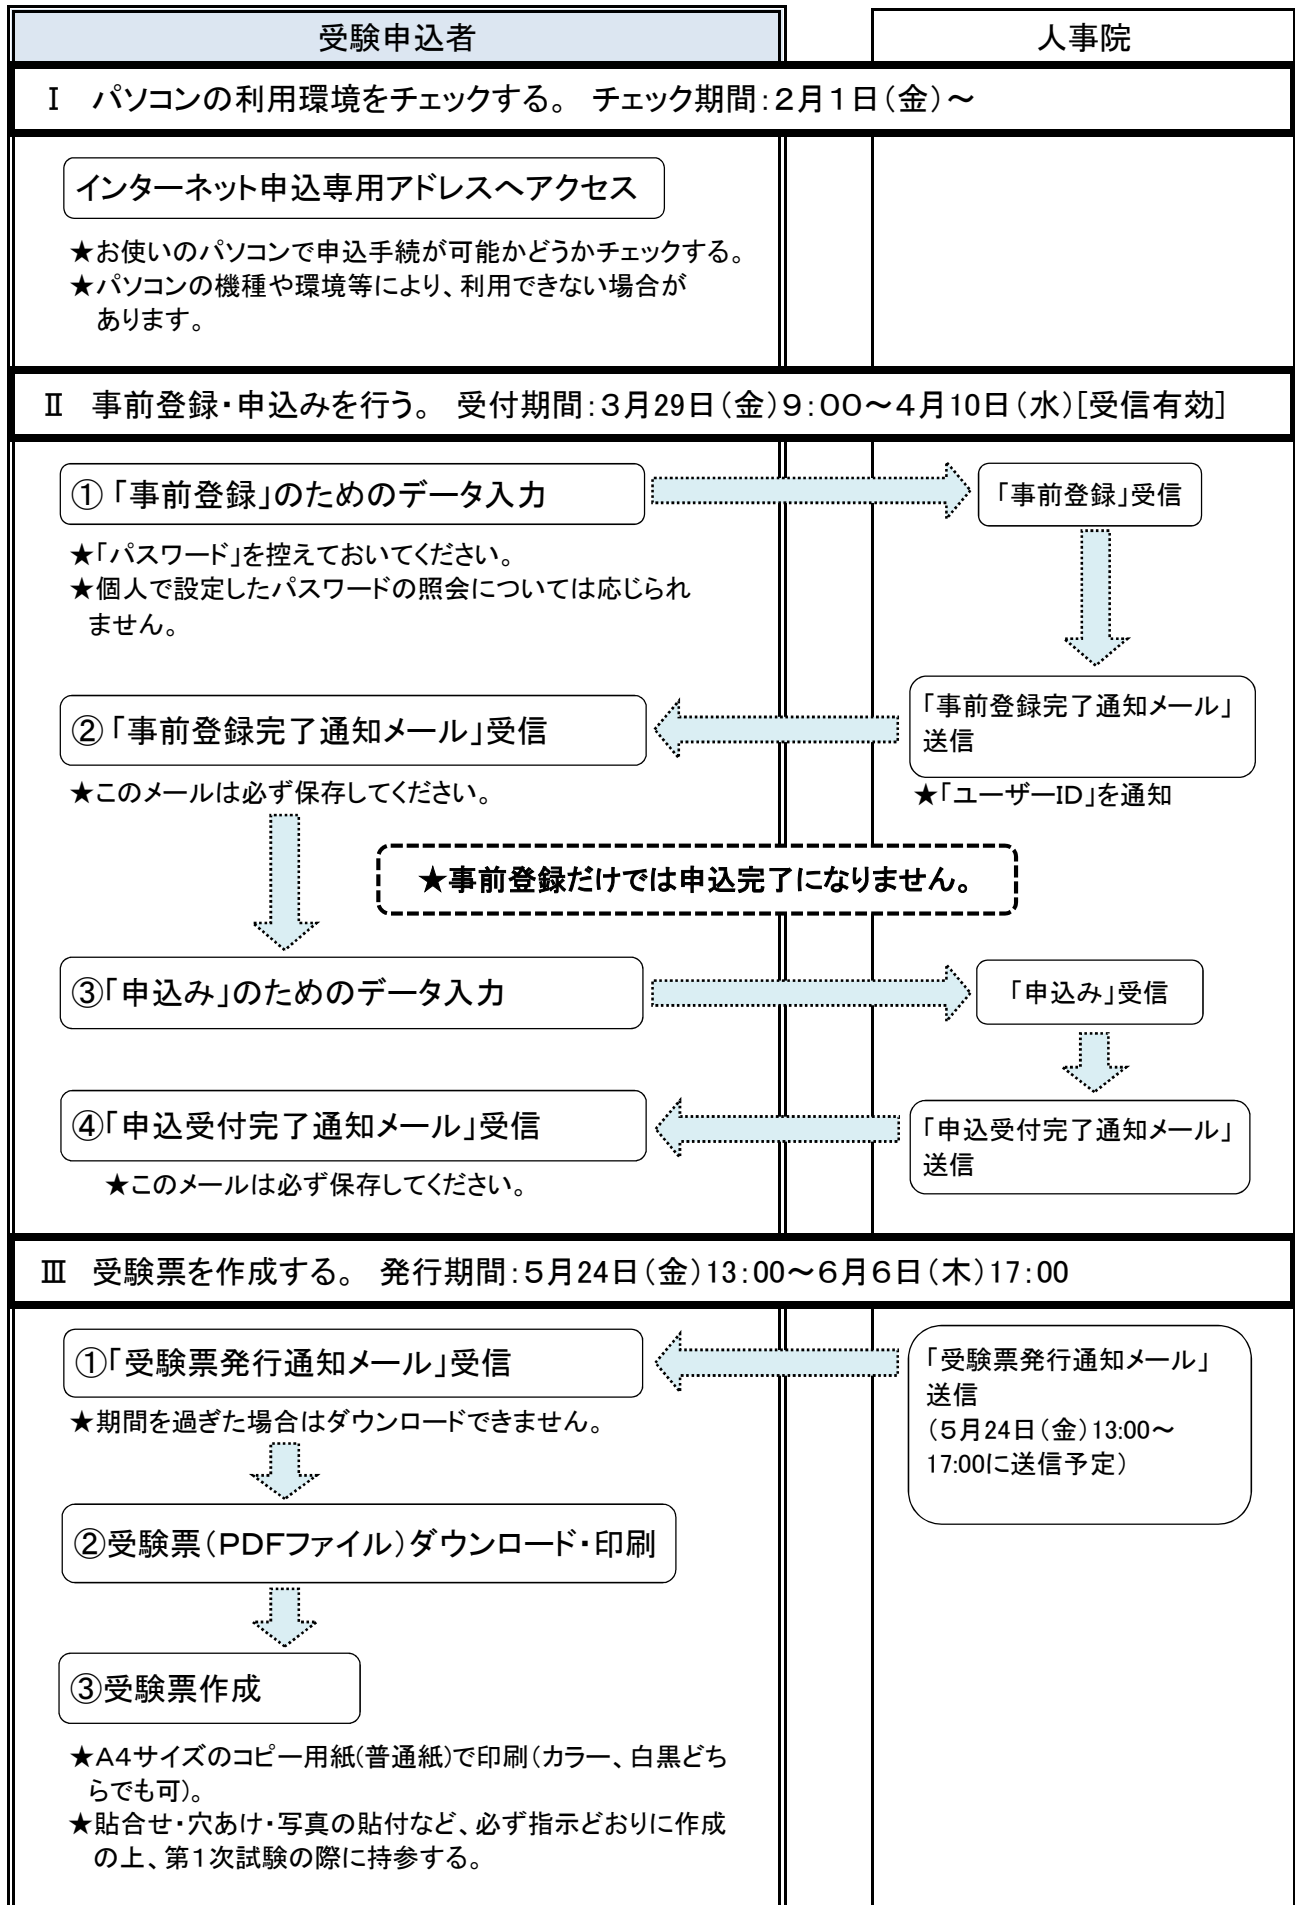 受験申込者
人事院
Ⅰ　パソコンの利用環境をチェックする。　チェック期間：２月１日（金）～
インターネット申込専用アドレスへアクセス
★お使いのパソコンで申込手続が可能かどうかチェックする。
★パソコンの機種や環境等により、利用できない場合が
あります。
Ⅱ　事前登録・申込みを行う。　受付期間：３月29日（金）９：００～４月10日（水）[受信有効]
①「事前登録」のためのデータ入力
「事前登録」受信
★「パスワード」を控えておいてください。
★個人で設定したパスワードの照会については応じられ
ません。
「事前登録完了通知メール」
送信
②「事前登録完了通知メール」受信
★このメールは必ず保存してください。
★「ユーザーID」を通知
★事前登録だけでは申込完了になりません。
③「申込み」のためのデータ入力
「申込み」受信
④「申込受付完了通知メール」受信
「申込受付完了通知メール」
送信
★このメールは必ず保存してください。
Ⅲ　受験票を作成する。　発行期間：５月24日（金）13：00～６月６日（木）17：00
①「受験票発行通知メール」受信
「受験票発行通知メール」
送信
（５月24日（金）13:00～
17:00に送信予定）
★期間を過ぎた場合はダウンロードできません。
②受験票（ＰＤＦファイル）ダウンロード・印刷
③受験票作成
★Ａ４サイズのコピー用紙(普通紙)で印刷（カラー、白黒どち
らでも可）。
★貼合せ・穴あけ・写真の貼付など、必ず指示どおりに作成
の上、第１次試験の際に持参する。